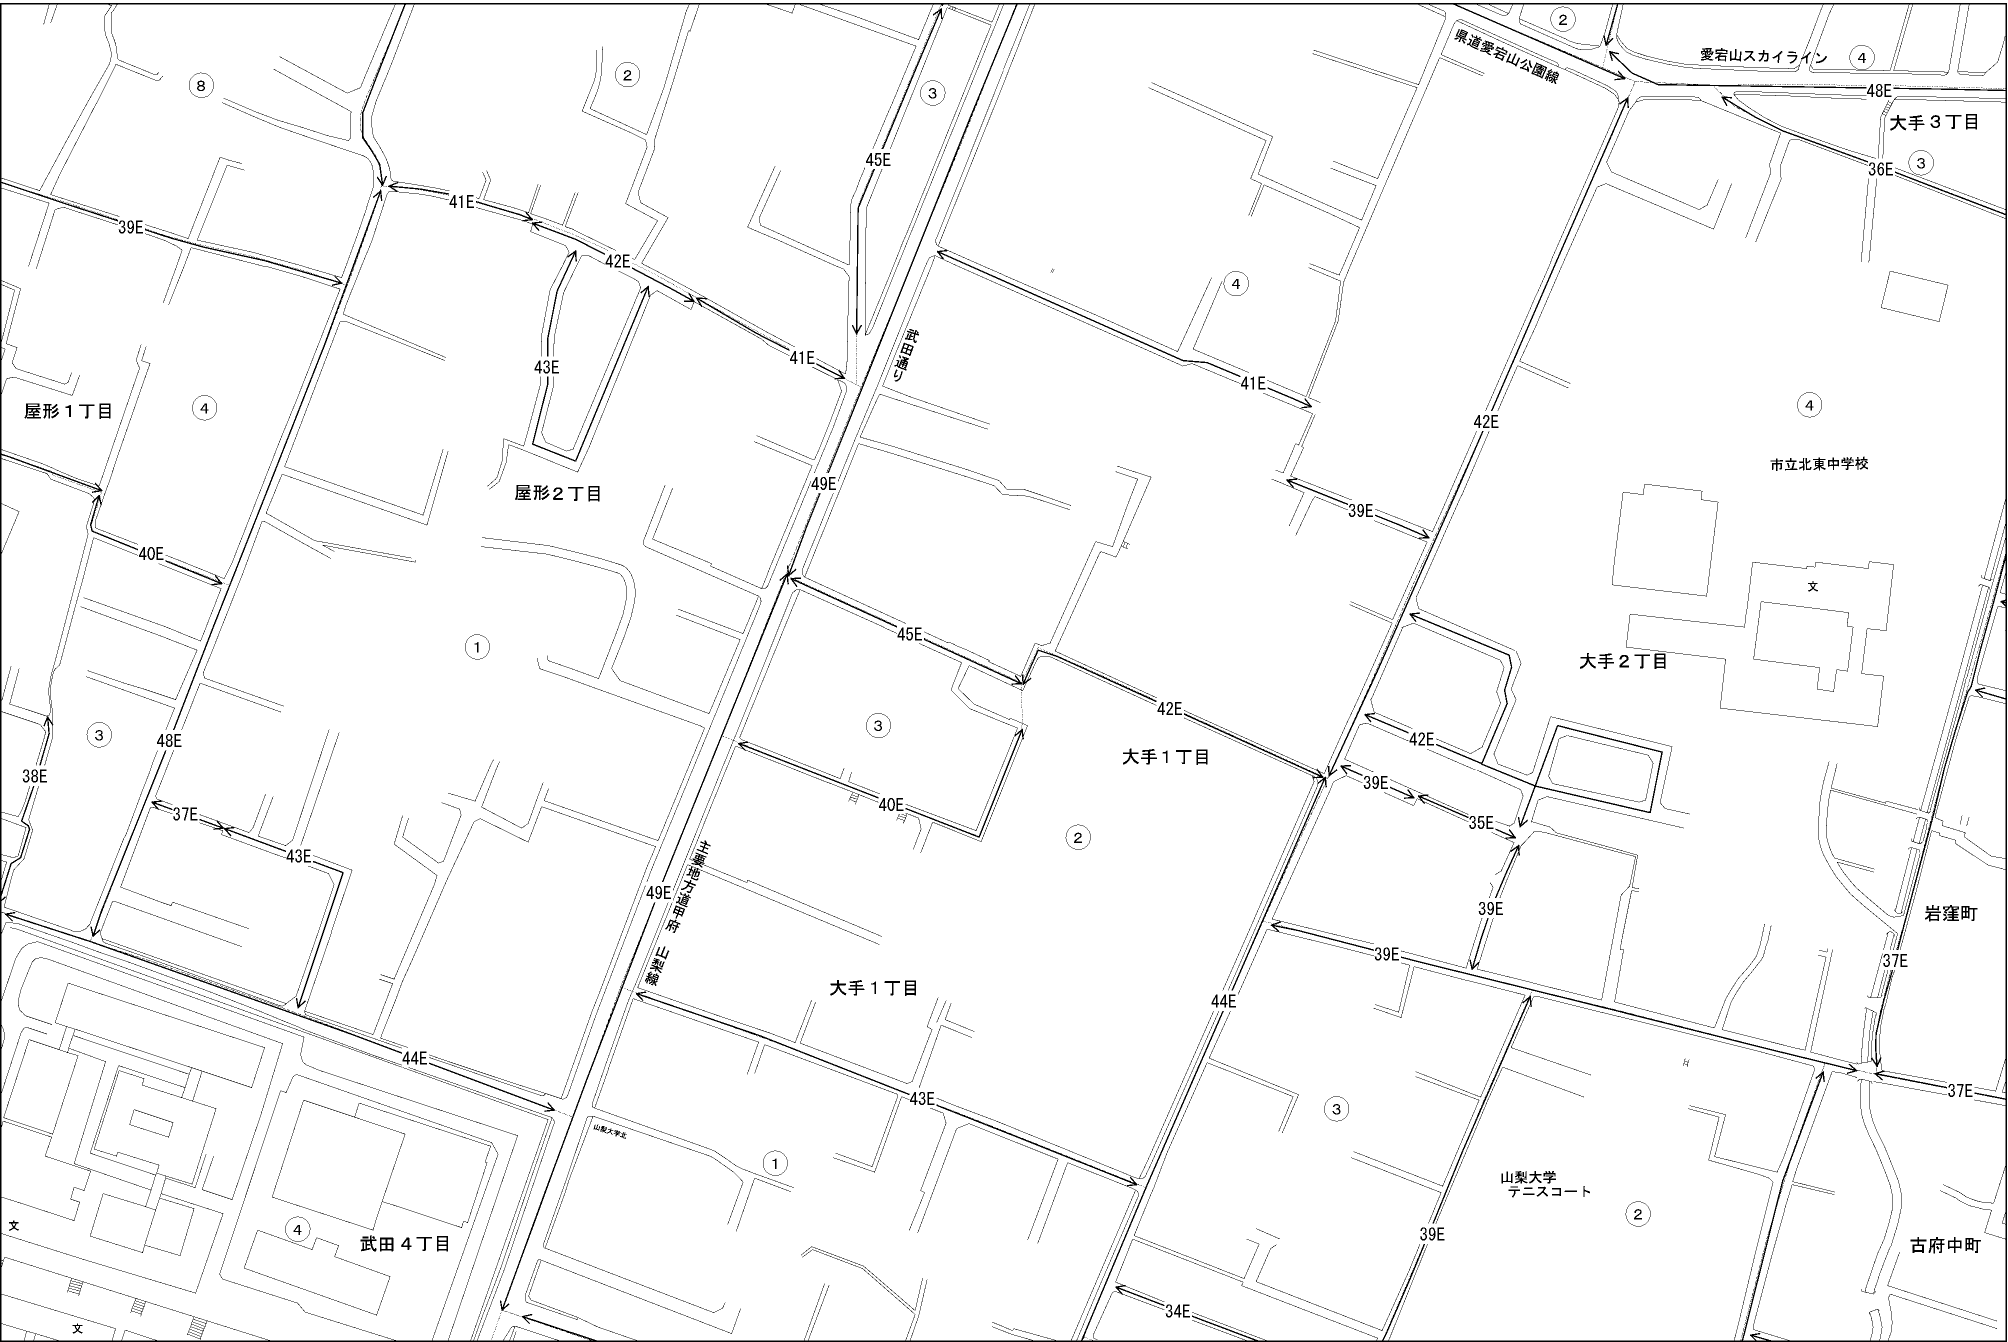 ②
②
県道愛宕山公園線
愛宕山スカイライン
④
⑧
③
48E
大手３丁目
45E
③
36E
41E
39E
42E
④
41E
武田通り
43E
41E
屋形１丁目
④
42E
④
市立北東中学校
49E
屋形２丁目
39E
40E
文
①
45E
大手２丁目
42E
③
③
48E
42E
大手１丁目
38E
39E
40E
37E
35E
②
43E
主要地方道甲府　山梨線
49E
39E
岩窪町
39E
37E
大手１丁目
44E
44E
37E
43E
③
山梨大学北
①
山梨大学
テニスコート
②
文
④
武田４丁目
39E
古府中町
34E
文